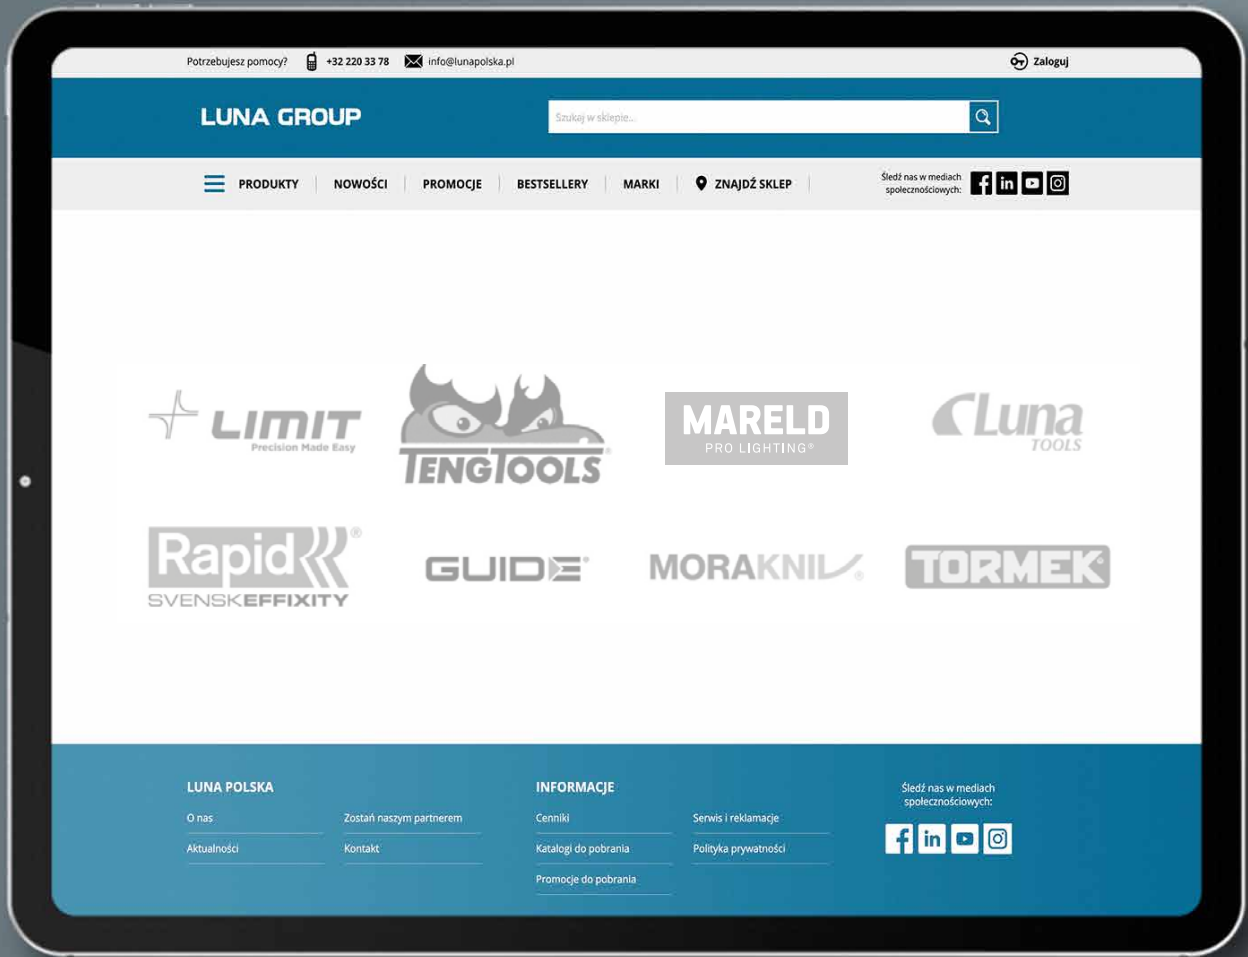 Potrzebujesz pomocy? +32 220 33 78 info@lunapolska.pl Zaloguj
LUNA GROUP
Szukaj w sklepie...
PRODUKTY NOWOŚCI PROMOCJE BESTSELLERY MARKI ZNAJDŹ SKLEP
Śledź nas w mediach
społecznościowych:
LIMIT
Precision Made Easy
TENGTOOLS®
MARELD
PRO LIGHTING®
Luna
TOOLS
Rapid®
SVENSKEFFIXITY
GUIDE®
MORAKNIV®
TORMEK®
LUNA POLSKA
O nas Zostań naszym partnerem
Aktualności Kontakt
INFORMACJE
Cenniki Serwis i reklamacje
Katalogi do pobrania Polityka prywatności
Promocje do pobrania
Śledź nas w mediach
społecznościowych: